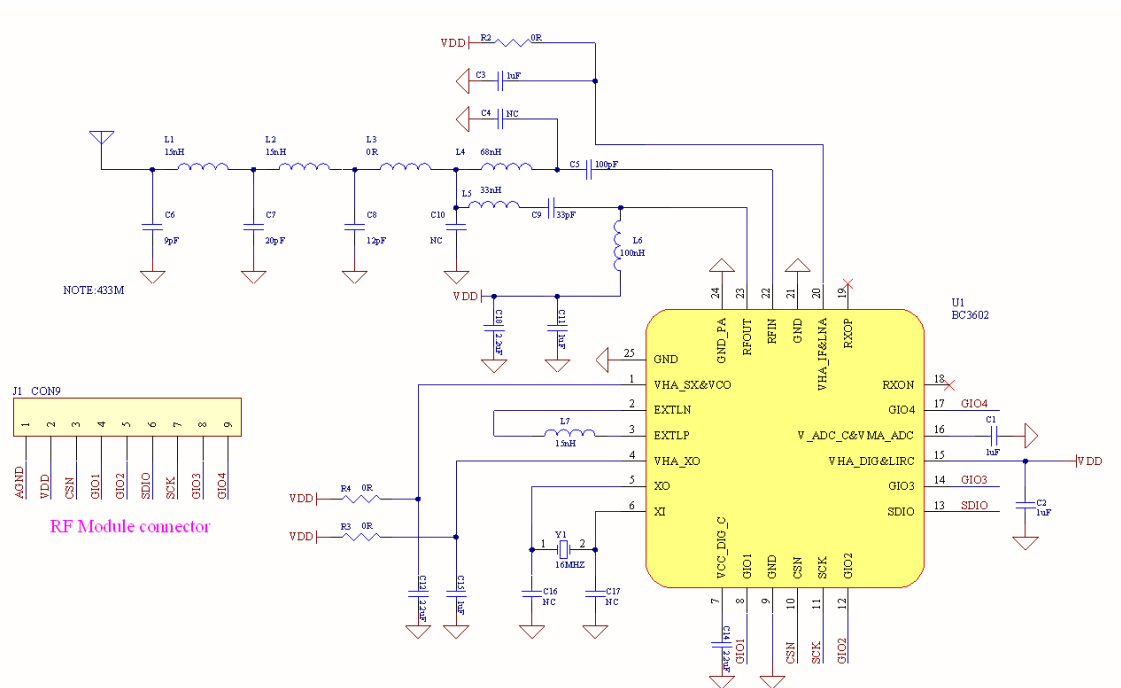 VDD
R2
0R
C3
1uF
C4
NC
L1
15nH
L2
15nH
L3
0R
L4
68nH
C5
100pF
L5
33nH
C9
33pF
C6
9pF
C7
20pF
C8
12pF
C10
NC
L6
100nH
NOTE:433M
VDD
C18
2.2uF
C11
1uF
U1
BC3602
24
23
22
21
20
19
GND_PA
RFOUT
RFIN
GND
VHA_IF&LNA
RXOP
25 GND
1 VHA_SX&VCO
2 EXTLN
3 EXTLP
4 VHA_XO
5 XO
6 XI
RXON 18
GIO4 17 GIO4
V_ADC_C&VMA_ADC 16
VHA_DIG&LIRC 15
GIO3 14 GIO3
SDIO 13 SDIO
C1
1uF
VDD
C2
1uF
L7
15nH
J1 CON9
1
2
3
4
5
6
7
8
9
AGND
VDD
CSN
GIO1
GIO2
SDIO
SCK
GIO3
GIO4
RF Module connector
VDD
R4
0R
VDD
R3
0R
Y1
1
2
16MHZ
C12
2.2uF
C15
1uF
C16
NC
C17
NC
VCC_DIG_C
GIO1
GND
CSN
SCK
GIO2
7
8
9
10
11
12
C14
2.2uF
GIO1
CSN
SCK
GIO2